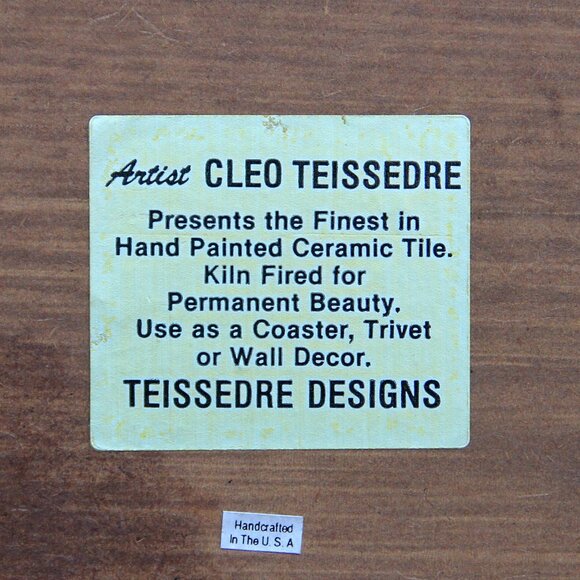 Artist CLEO TEISSEDRE
Presents the Finest in
Hand Painted Ceramic Tile.
Kiln Fired for
Permanent Beauty.
Use as a Coaster, Trivet
or Wall Decor.
TEISSEDRE DESIGNS
Handcrafted
In The U. S. A